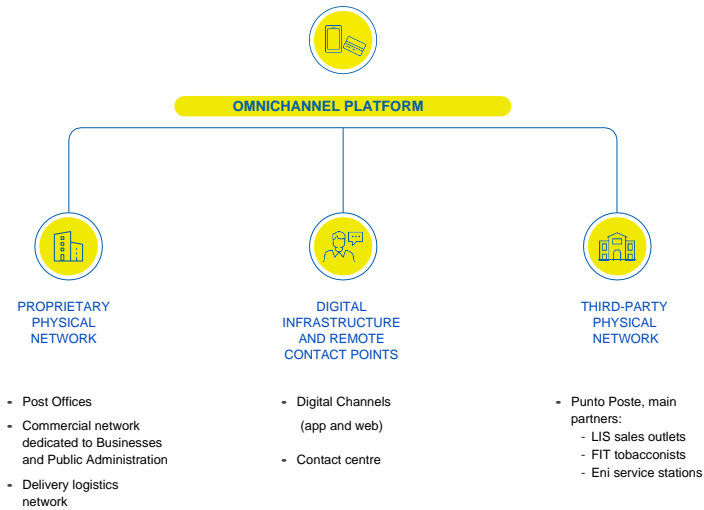 OMNICHANNEL PLATFORM
PROPRIETARY
PHYSICAL
NETWORK
• Post Offices
• Commercial network
dedicated to Businesses
and Public Administration
• Delivery logistics
network
DIGITAL
INFRASTRUCTURE
AND REMOTE
CONTACT POINTS
• Digital Channels
(app and web)
• Contact centre
THIRD-PARTY
PHYSICAL
NETWORK
• Punto Poste, main
partners:
- LIS sales outlets
- FIT tobacconists
- Eni service stations